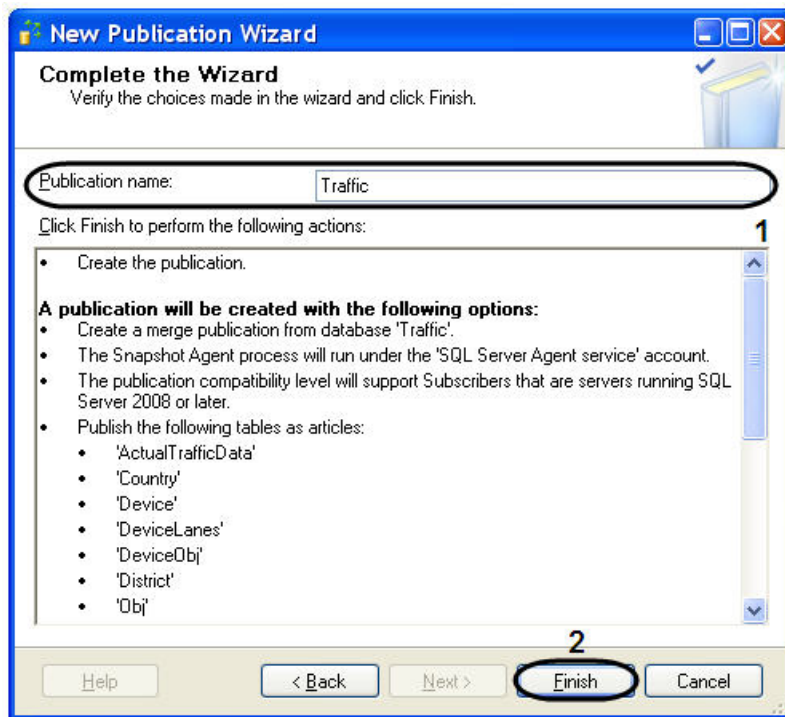 New Publication Wizard
Complete the Wizard
Verify the choices made in the wizard and click Finish.
Publication name:
Traffic
1
Click Finish to perform the following actions:
• Create the publication.
A publication will be created with the following options:
• Create a merge publication from database 'Traffic'.
• The Snapshot Agent process will run under the 'SQL Server Agent service' account.
• The publication compatibility level will support Subscribers that are servers running SQL
Server 2008 or later.
• Publish the following tables as articles:
• 'ActualTrafficData'
• 'Country'
• 'Device'
• 'DeviceLanes'
• 'DeviceObj'
• 'District'
• 'Obj'
2
Help
< Back
Next >
Finish
Cancel